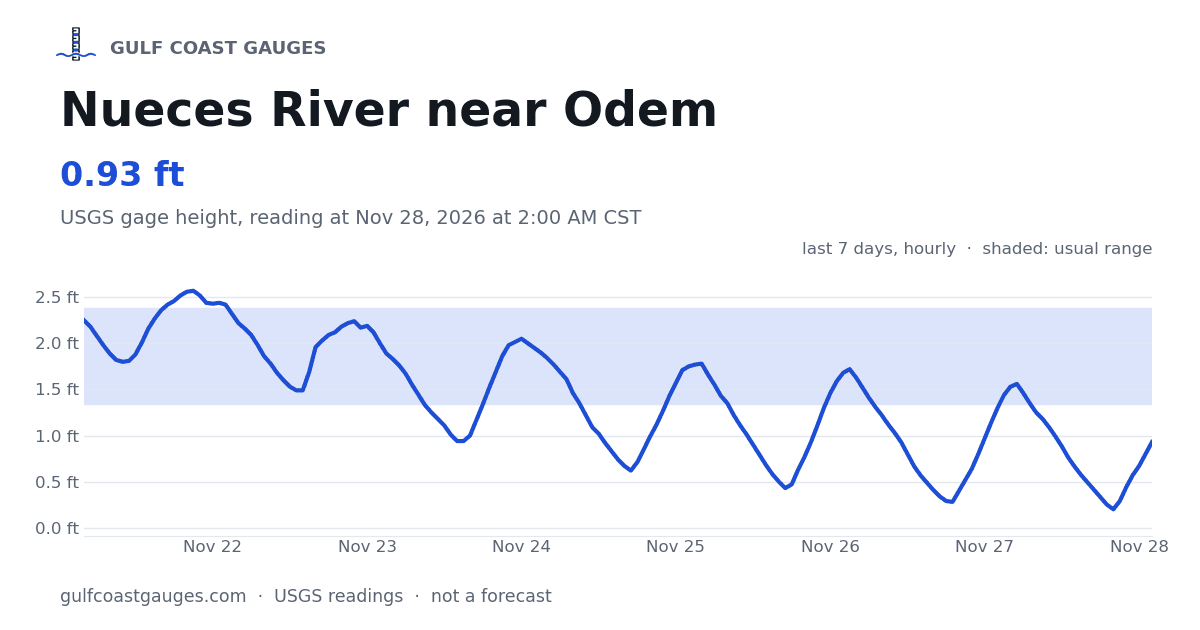 GULF COAST GAUGES
Nueces River near Odem
0.93 ft
USGS gage height, reading at Nov 28, 2026 at 2:00 AM CST
last 7 days, hourly · shaded: usual range
2.5 ft
2.0 ft
1.5 ft
1.0 ft
0.5 ft
0.0 ft
Nov 22 Nov 23 Nov 24 Nov 25 Nov 26 Nov 27 Nov 28
gulfcoastgauges.com · USGS readings · not a forecast